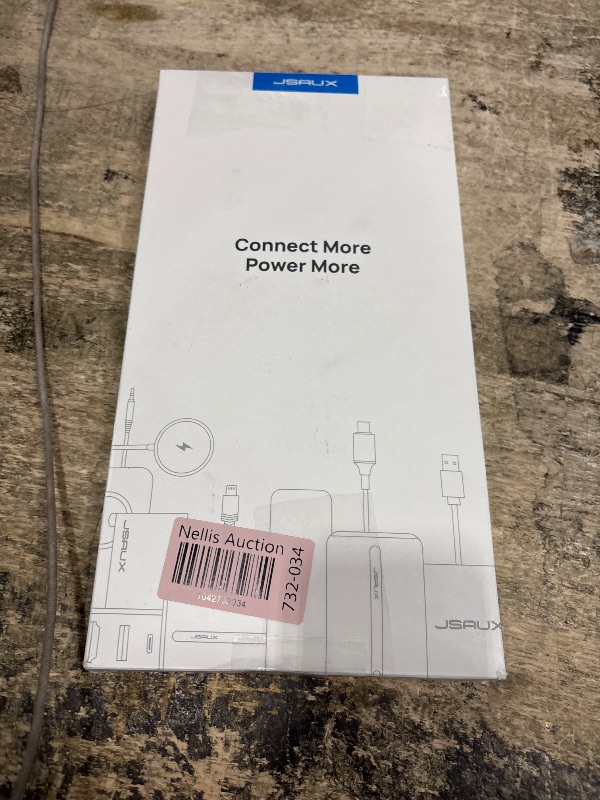 JSAUX
Connect More
Power More
Nellis Auction
732-034
JSAUX
JSAUX
JSAUX
JSAUX